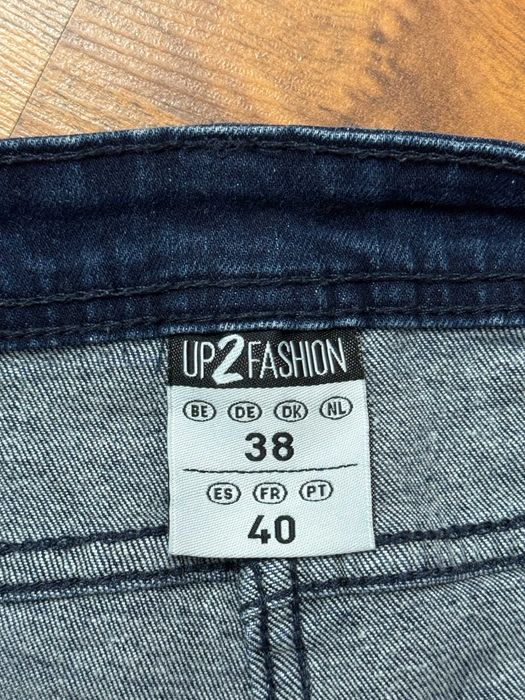 UP2FASHION
BE DE DK NL
38
ES FR PT
40